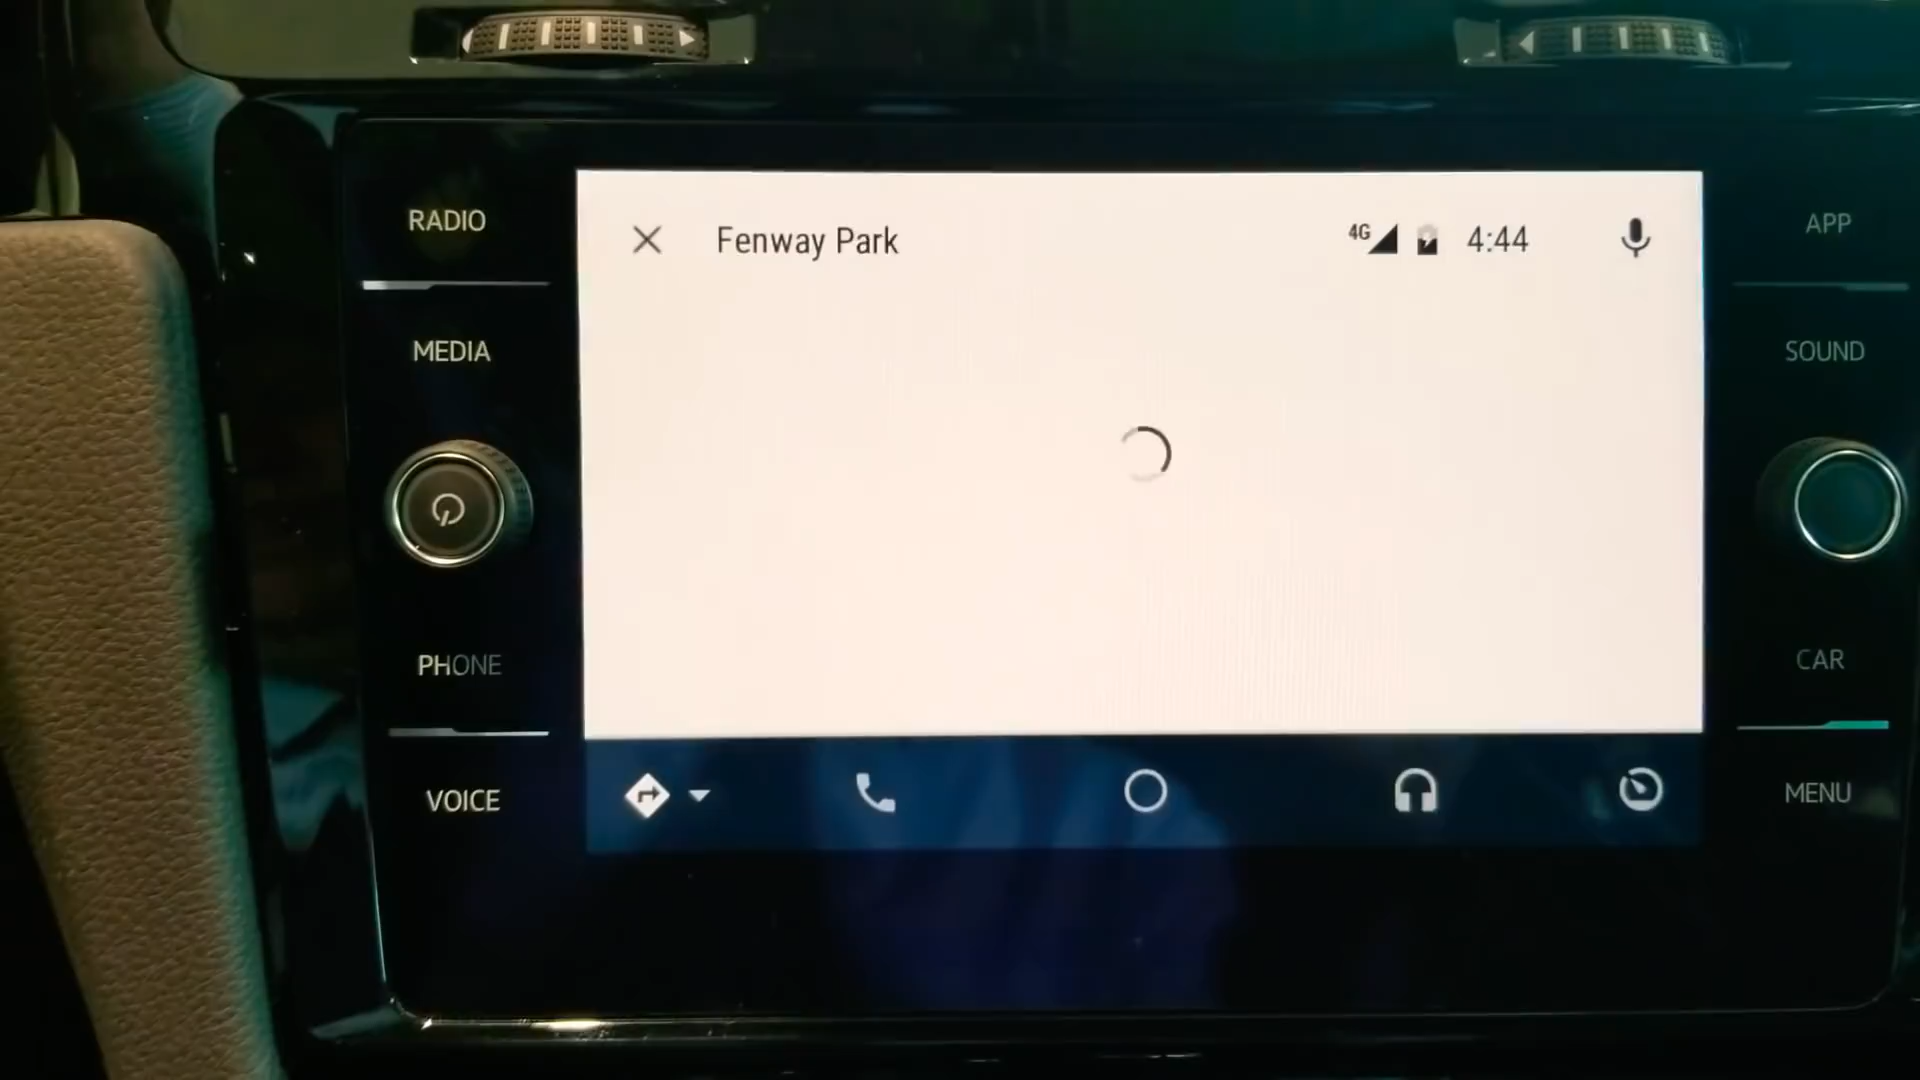 RADIO
MEDIA
PHONE
VOICE
Fenway Park
4G 4:44
APP
SOUND
CAR
MENU